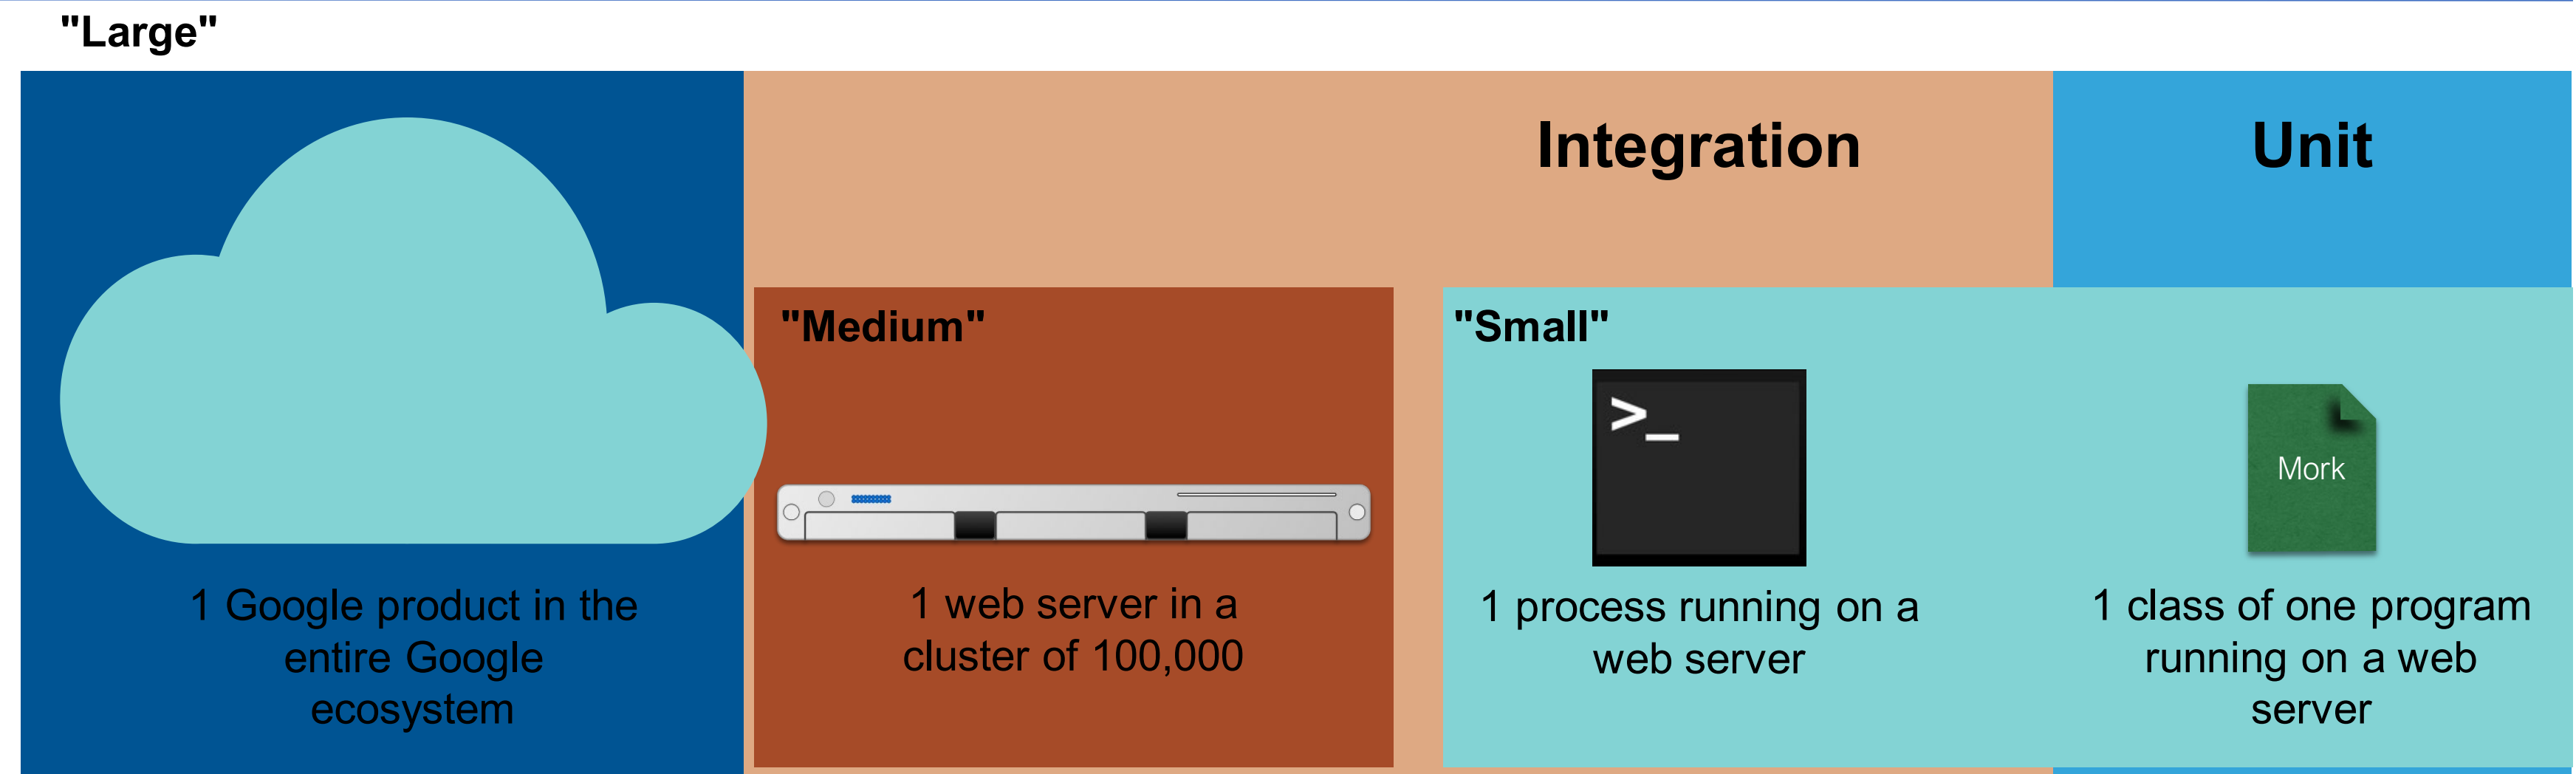 "Large"
Integration
Unit
"Medium"
"Small"
>_
Mork
1 Google product in the
entire Google
ecosystem
1 web server in a
cluster of 100,000
1 process running on a
web server
1 class of one program
running on a web
server